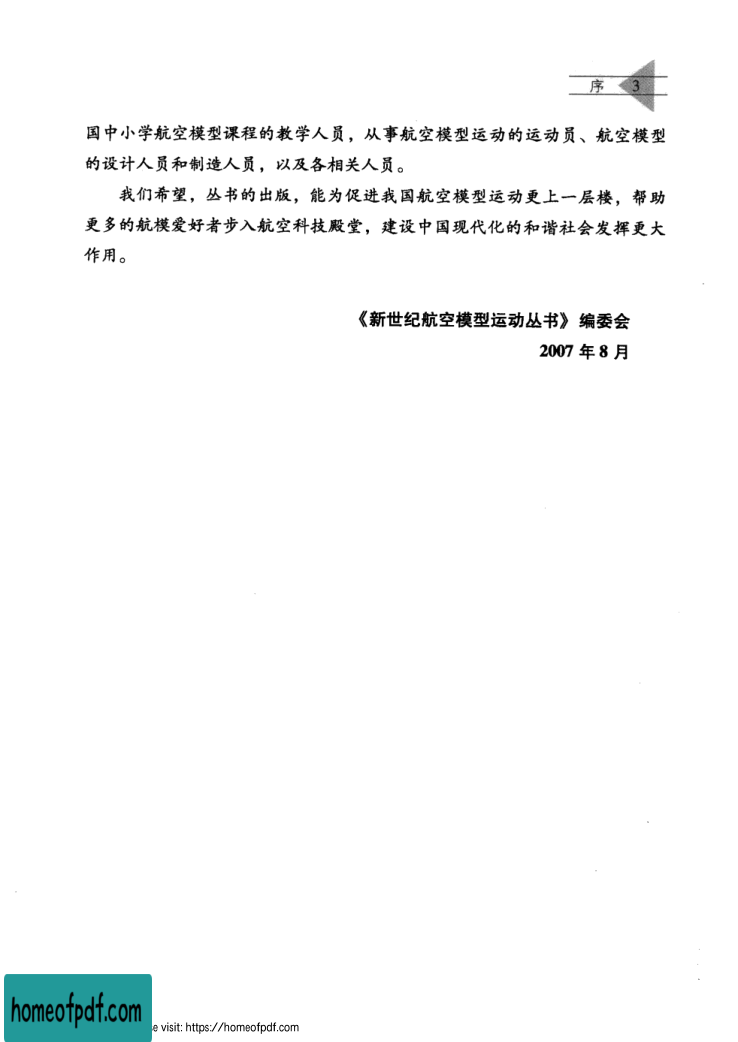 序 3
国中小学航空模型课程的教学人员，从事航空模型运动的运动员、航空模型
的设计人员和制造人员，以及各相关人员。
我们希望，丛书的出版，能为促进我国航空模型运动更上一层楼，帮助
更多的航模爱好者步入航空科技殿堂，建设中国现代化的和谐社会发挥更大
作用。
《新世纪航空模型运动丛书》编委会
2007 年 8 月
homeofpdf.com
e visit: https://homeofpdf.com